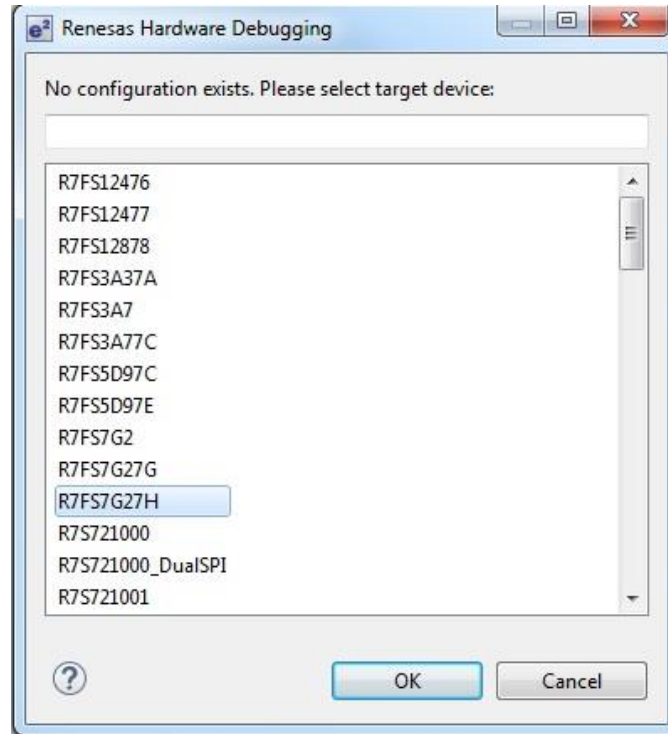 e² Renesas Hardware Debugging
No configuration exists. Please select target device:
R7FS12476
R7FS12477
R7FS12878
R7FS3A37A
R7FS3A7
R7FS3A77C
R7FS5D97C
R7FS5D97E
R7FS7G2
R7FS7G27G
R7FS7G27H
R7S721000
R7S721000_DualSPI
R7S721001
?
OK Cancel